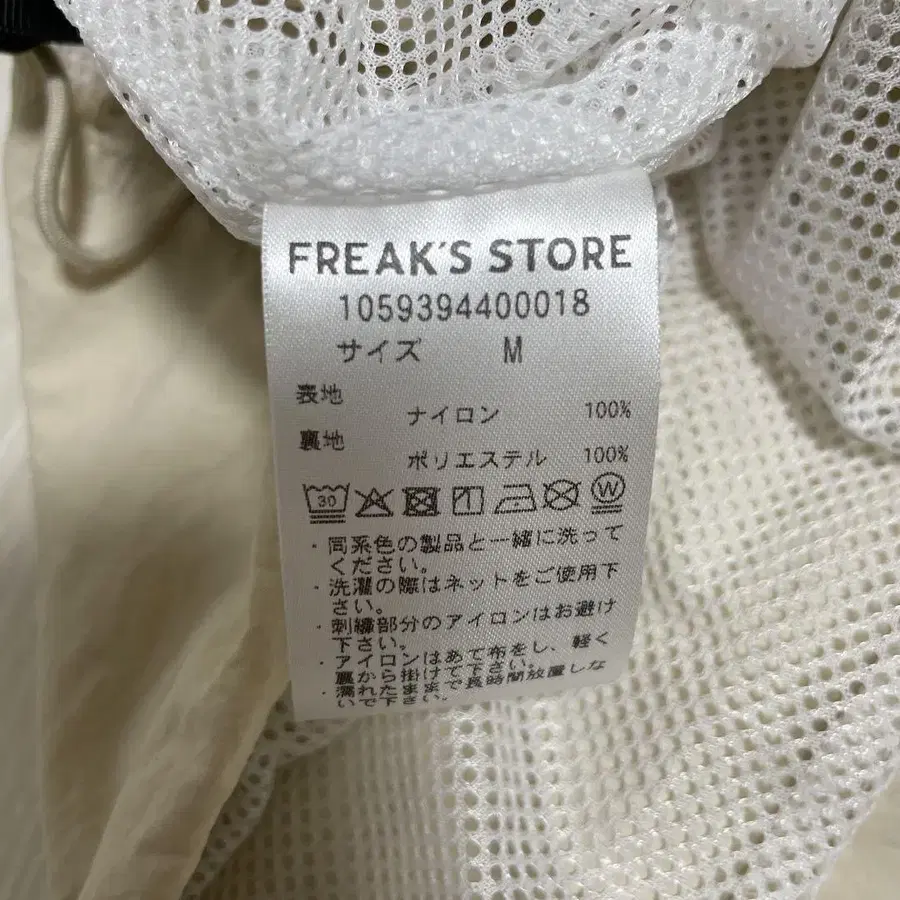 FREAK'S STORE
1059394400018
サイズ M
表地
ナイロン 100%
裏地
ポリエステル 100%
30 W
・同系色の製品と一緒に洗って
ください。
・洗濯の際はネットをご使用下
さい。
・刺繍部分のアイロンはお避け
下さい。
・アイロンはあて布をし、軽く
裏から掛けて下さい。
・濡れたままで長時間放置しな
いで下さい。